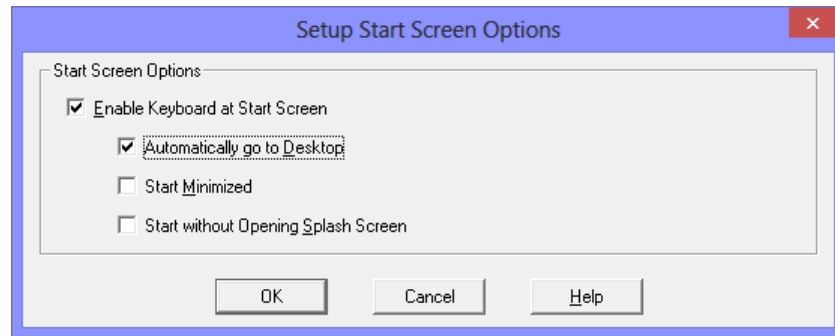 Setup Start Screen Options
Start Screen Options
Enable Keyboard at Start Screen
Automatically go to Desktop
Start Minimized
Start without Opening Splash Screen
OK Cancel Help